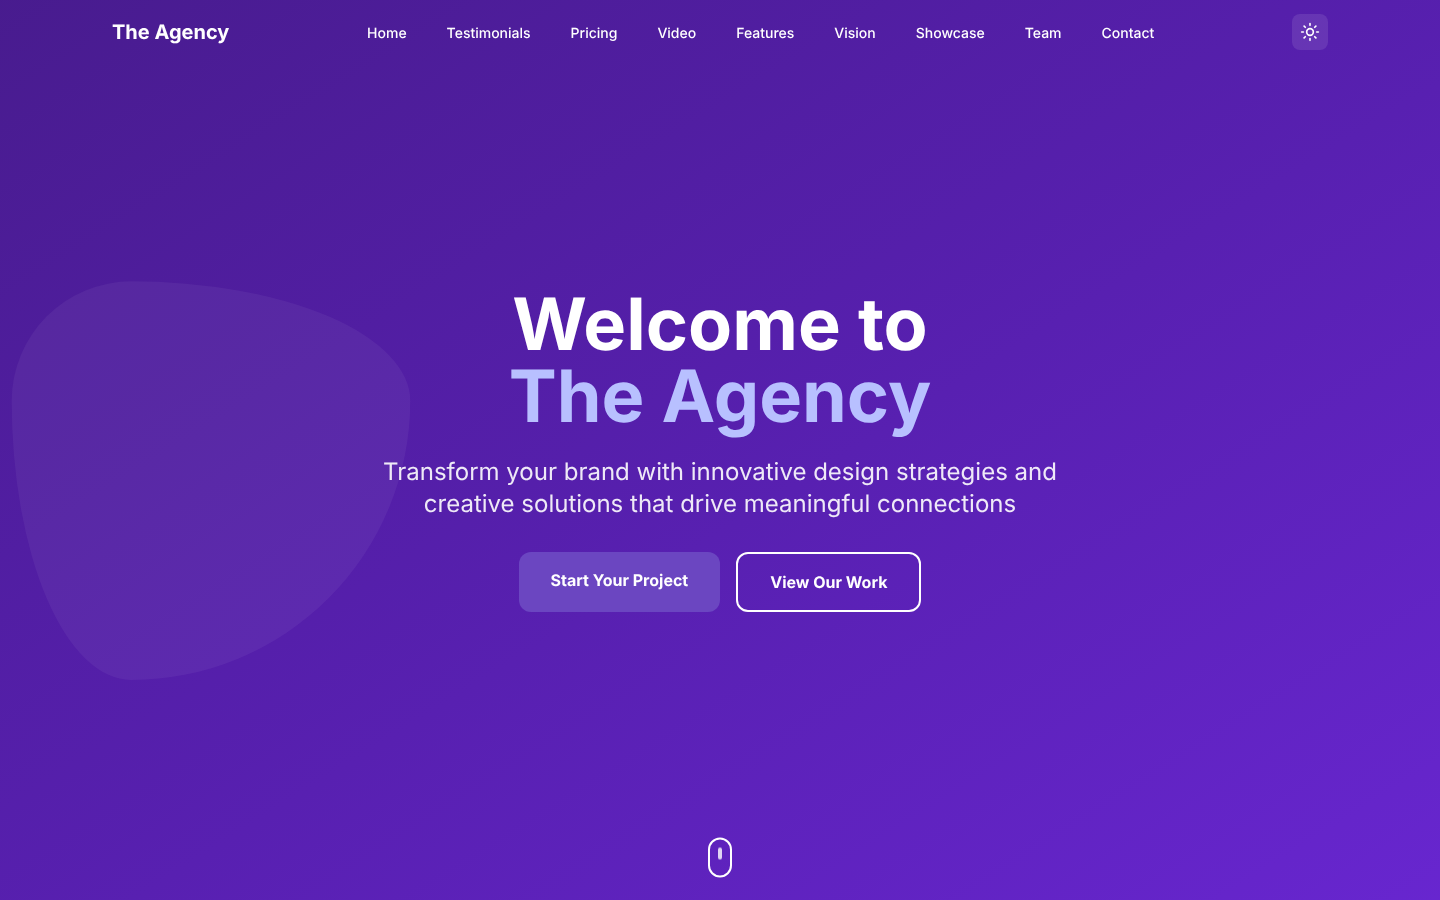 The Agency
Home
Testimonials
Pricing
Video
Features
Vision
Showcase
Team
Contact
Welcome to
The Agency
Transform your brand with innovative design strategies and
creative solutions that drive meaningful connections
Start Your Project
View Our Work